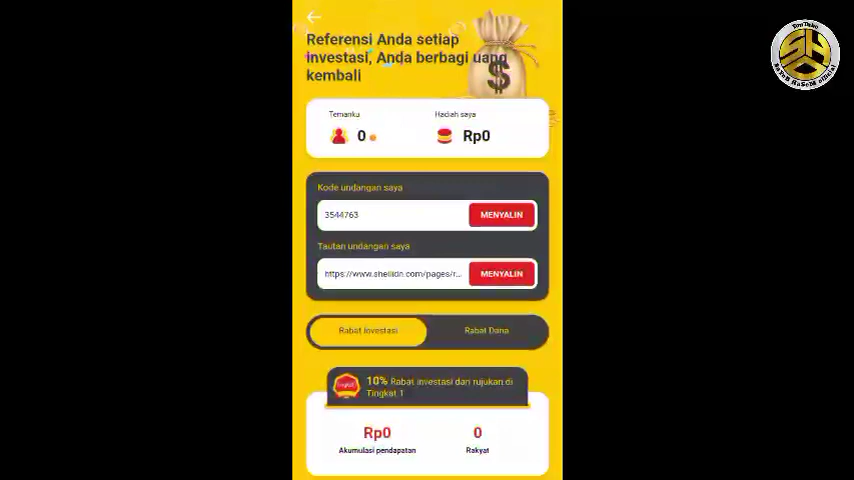 Referensi Anda setiap
investasi, Anda berbagi uang
kembali
Temanku
0
Hadiah saya
Rp0
Kode undangan saya
3544763
MENYALIN
Tautan undangan saya
https://www.shellidn.com/pages/r...
MENYALIN
Rabat Investasi
Rabat Dana
10% Rabat investasi dari rujukan di
Tingkat 1
Rp0
Akumulasi pendapatan
0
Rakyat
YouTube